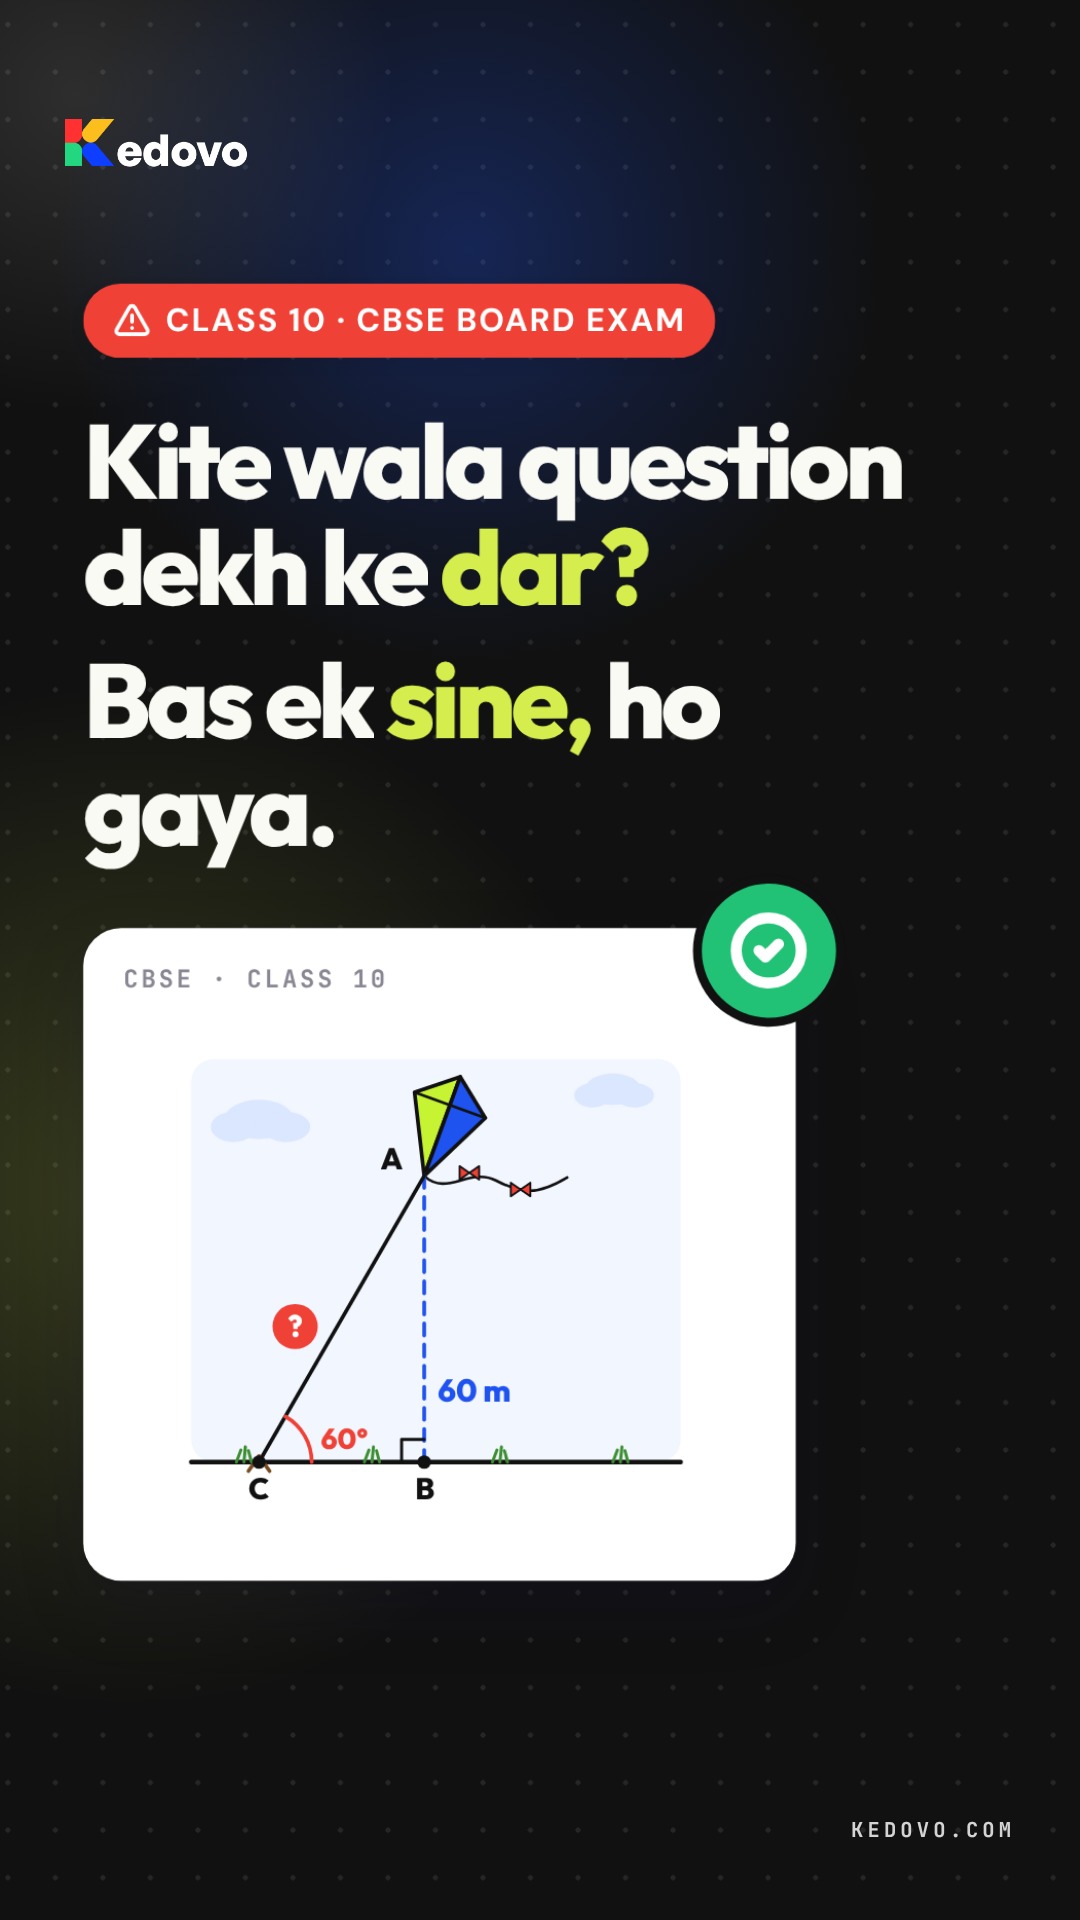 Kedovo
CLASS 10 · CBSE BOARD EXAM
Kite wala question
dekh ke dar?
Bas ek sine, ho
gaya.
CBSE · CLASS 10
A
?
60 m
60°
C
B
KEDOVO.COM